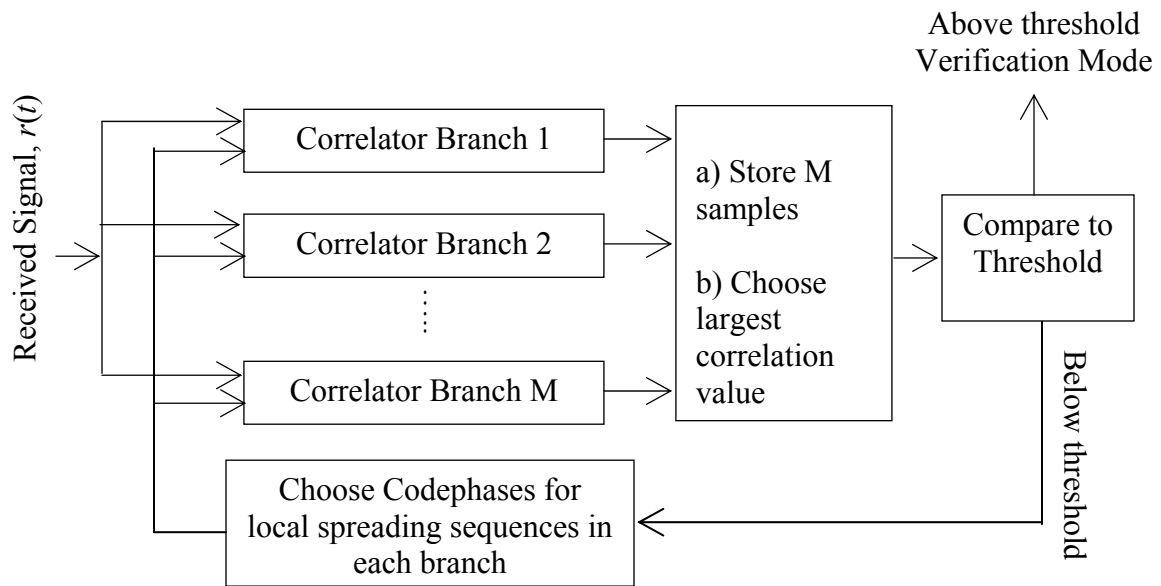 Above threshold
Verification Mode
Received Signal, r(t)
Correlator Branch 1
Correlator Branch 2
Correlator Branch M
a) Store M
samples
b) Choose
largest
correlation
value
Compare to
Threshold
Below threshold
Choose Codephases for
local spreading sequences in
each branch